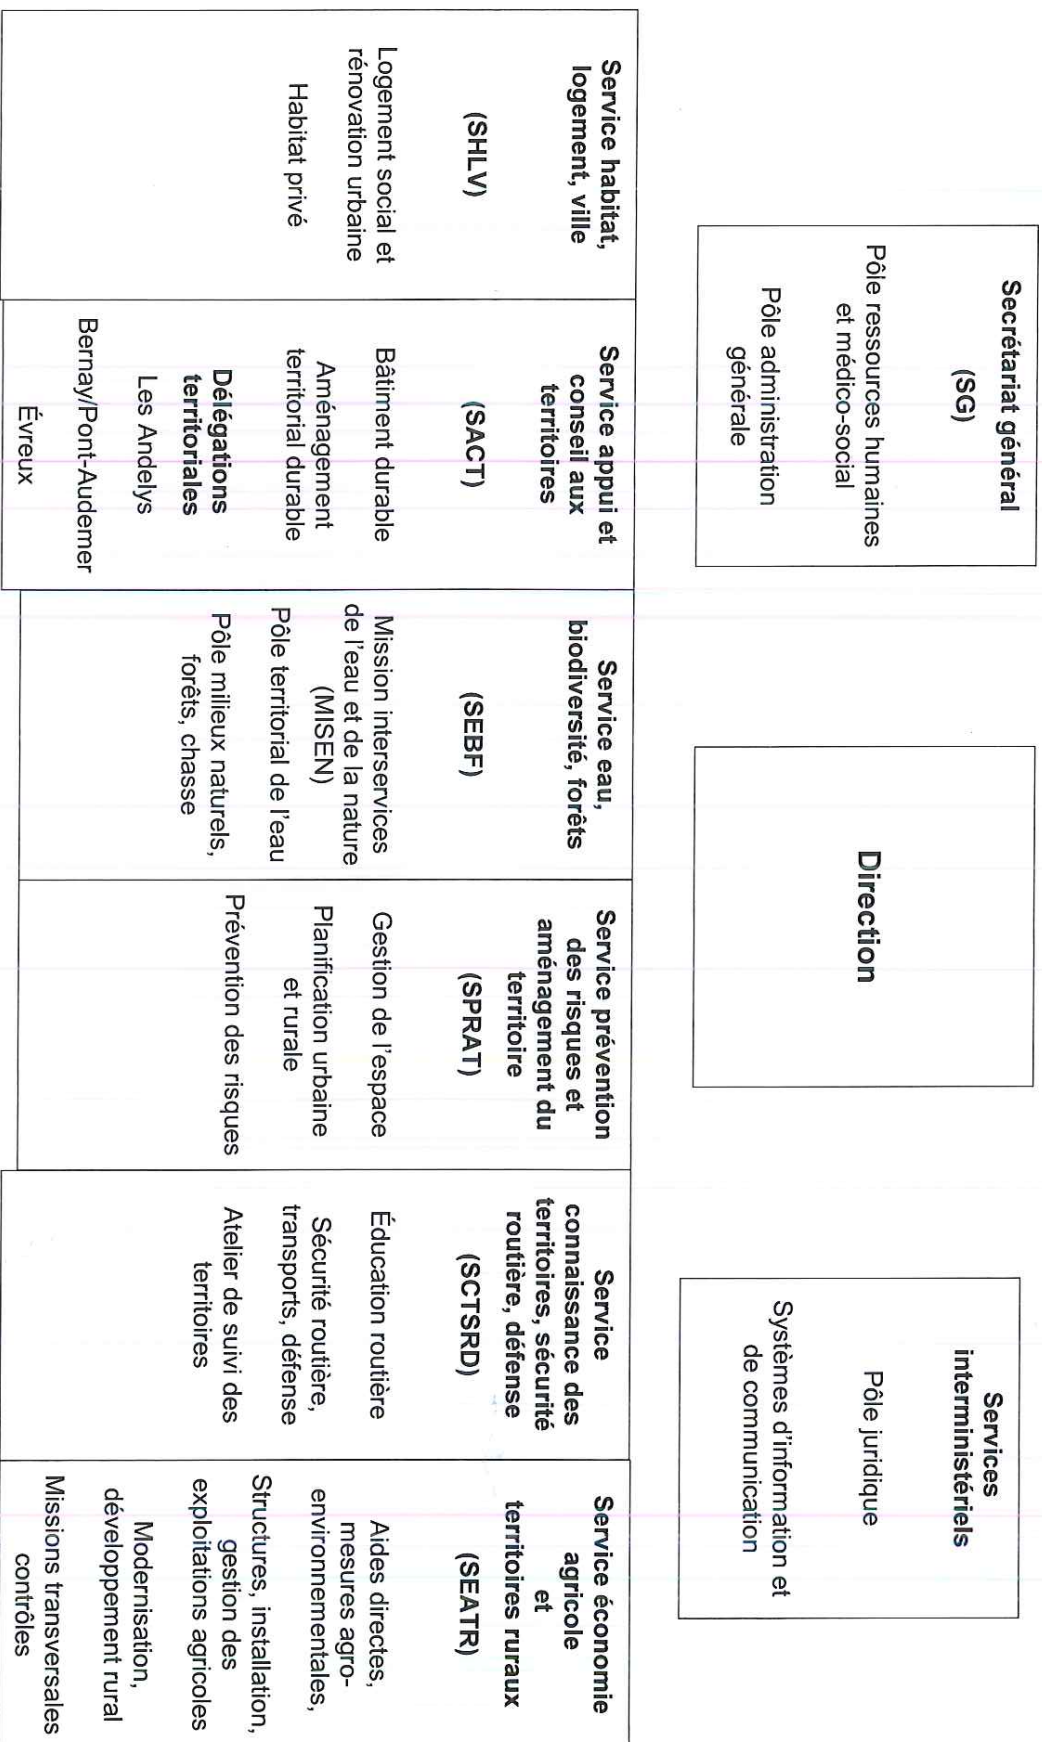 Secrétariat général
(SG)
Pôle ressources humaines
et médico-social
Pôle administration
générale
Direction
Services
interministériels
Pôle juridique
Systèmes d'information et
de communication
Service habitat,
logement, ville
(SHLV)
Logement social et
rénovation urbaine
Habitat privé
Service appui et
conseil aux
territoires
(SACT)
Bâtiment durable
Aménagement
territorial durable
Délégations
territoriales
Les Andelys
Bernay/Pont-Audemer
Évreux
Service eau,
biodiversité, forêts
(SEBF)
Mission interservices
de l'eau et de la nature
(MISEN)
Pôle territorial de l'eau
Pôle milieux naturels,
forêts, chasse
Service prévention
des risques et
aménagement du
territoire
(SPRAT)
Gestion de l'espace
Planification urbaine
et rurale
Prévention des risques
Service
connaissance des
territoires, sécurité
routière, défense
(SCTSRD)
Éducation routière
Sécurité routière,
transports, défense
Atelier de suivi des
territoires
Service économie
agricole
et
territoires ruraux
(SEATR)
Aides directes,
mesures agro-
environnementales,
Structures, installation,
gestion des
exploitations agricoles
Modernisation,
développement rural
Missions transversales
contrôles